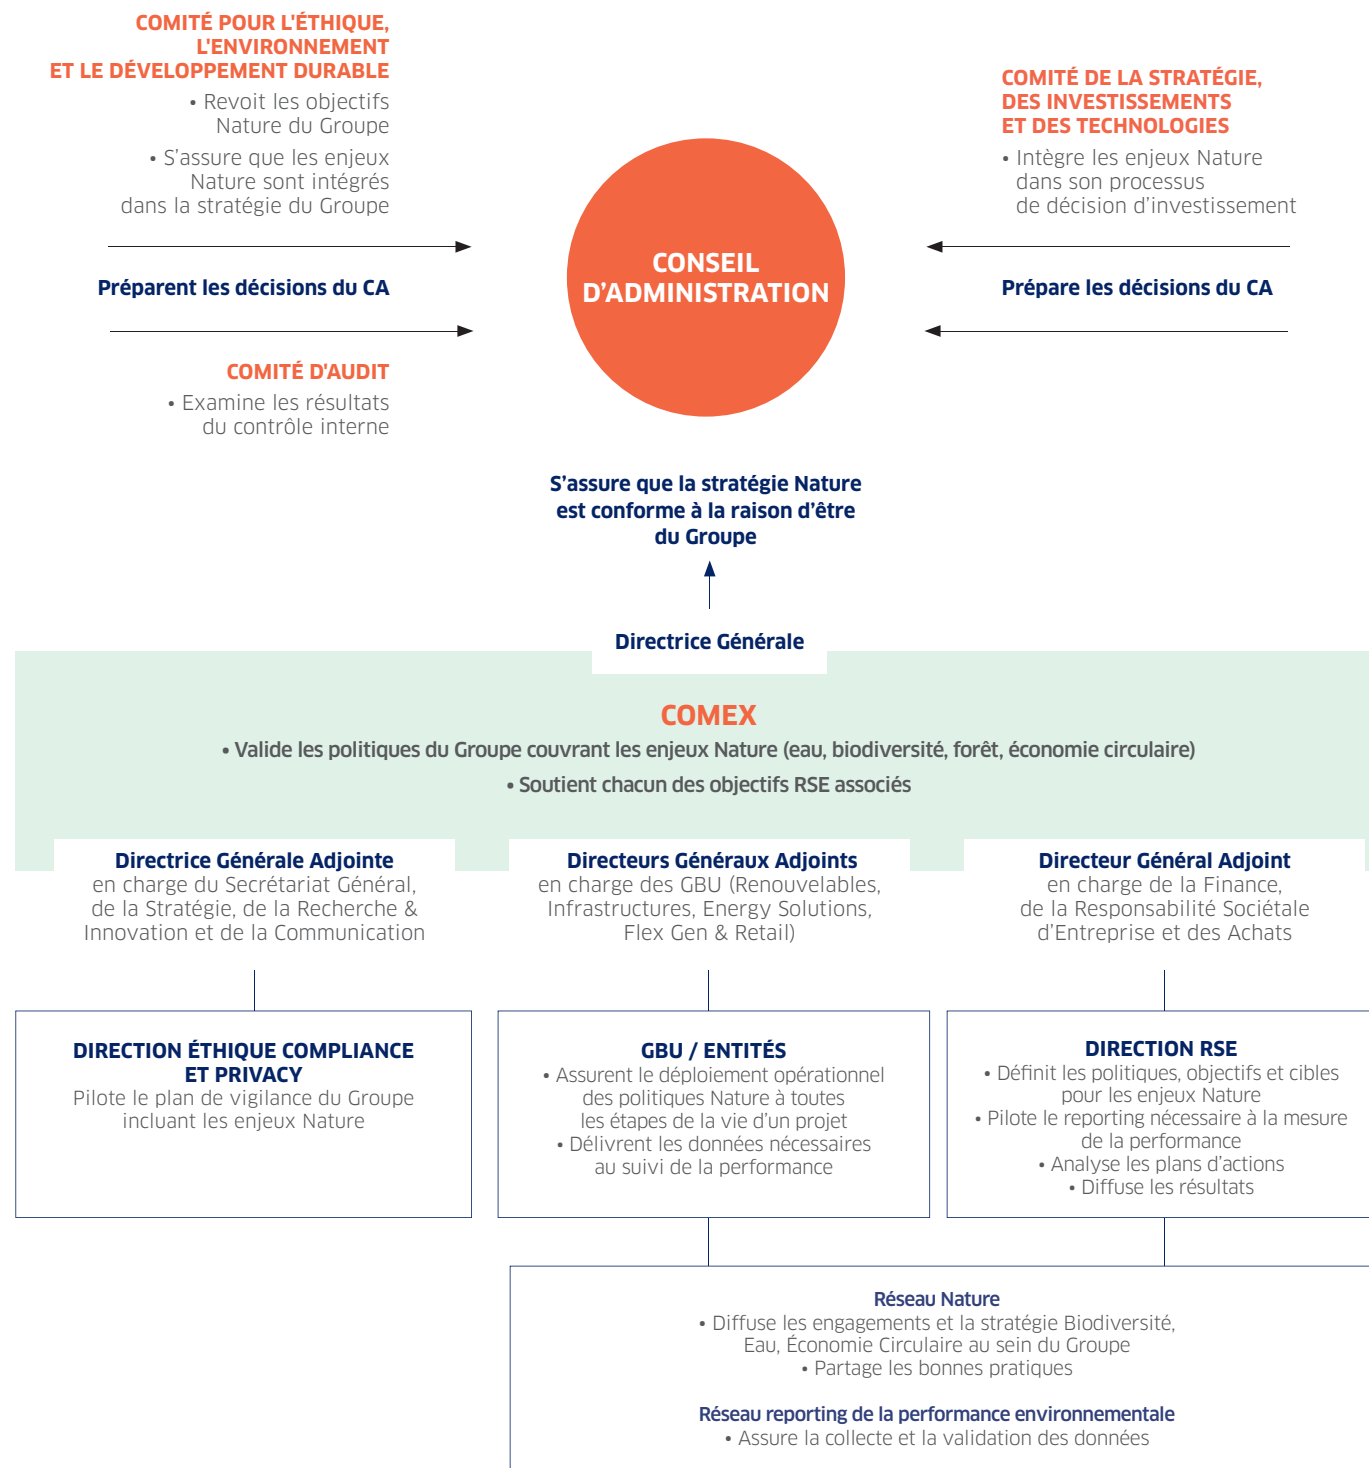 COMITÉ POUR L'ÉTHIQUE,
L'ENVIRONNEMENT
ET LE DÉVELOPPEMENT DURABLE
• Revoit les objectifs
Nature du Groupe
• S’assure que les enjeux
Nature sont intégrés
dans la stratégie du Groupe
Préparent les décisions du CA
COMITÉ D'AUDIT
• Examine les résultats
du contrôle interne
CONSEIL
D’ADMINISTRATION
COMITÉ DE LA STRATÉGIE,
DES INVESTISSEMENTS
ET DES TECHNOLOGIES
• Intègre les enjeux Nature
dans son processus
de décision d’investissement
Prépare les décisions du CA
S’assure que la stratégie Nature
est conforme à la raison d’être
du Groupe
Directrice Générale
COMEX
• Valide les politiques du Groupe couvrant les enjeux Nature (eau, biodiversité, forêt, économie circulaire)
• Soutient chacun des objectifs RSE associés
Directrice Générale Adjointe
en charge du Secrétariat Général,
de la Stratégie, de la Recherche &
Innovation et de la Communication
Directeurs Généraux Adjoints
en charge des GBU (Renouvelables,
Infrastructures, Energy Solutions,
Flex Gen & Retail)
Directeur Général Adjoint
en charge de la Finance,
de la Responsabilité Sociétale
d’Entreprise et des Achats
DIRECTION ÉTHIQUE COMPLIANCE
ET PRIVACY
Pilote le plan de vigilance du Groupe
incluant les enjeux Nature
GBU / ENTITÉS
• Assurent le déploiement opérationnel
des politiques Nature à toutes
les étapes de la vie d’un projet
• Délivrent les données nécessaires
au suivi de la performance
DIRECTION RSE
• Définit les politiques, objectifs et cibles
pour les enjeux Nature
• Pilote le reporting nécessaire à la mesure
de la performance
• Analyse les plans d’actions
• Diffuse les résultats
Réseau Nature
• Diffuse les engagements et la stratégie Biodiversité,
Eau, Économie Circulaire au sein du Groupe
• Partage les bonnes pratiques
Réseau reporting de la performance environnementale
• Assure la collecte et la validation des données